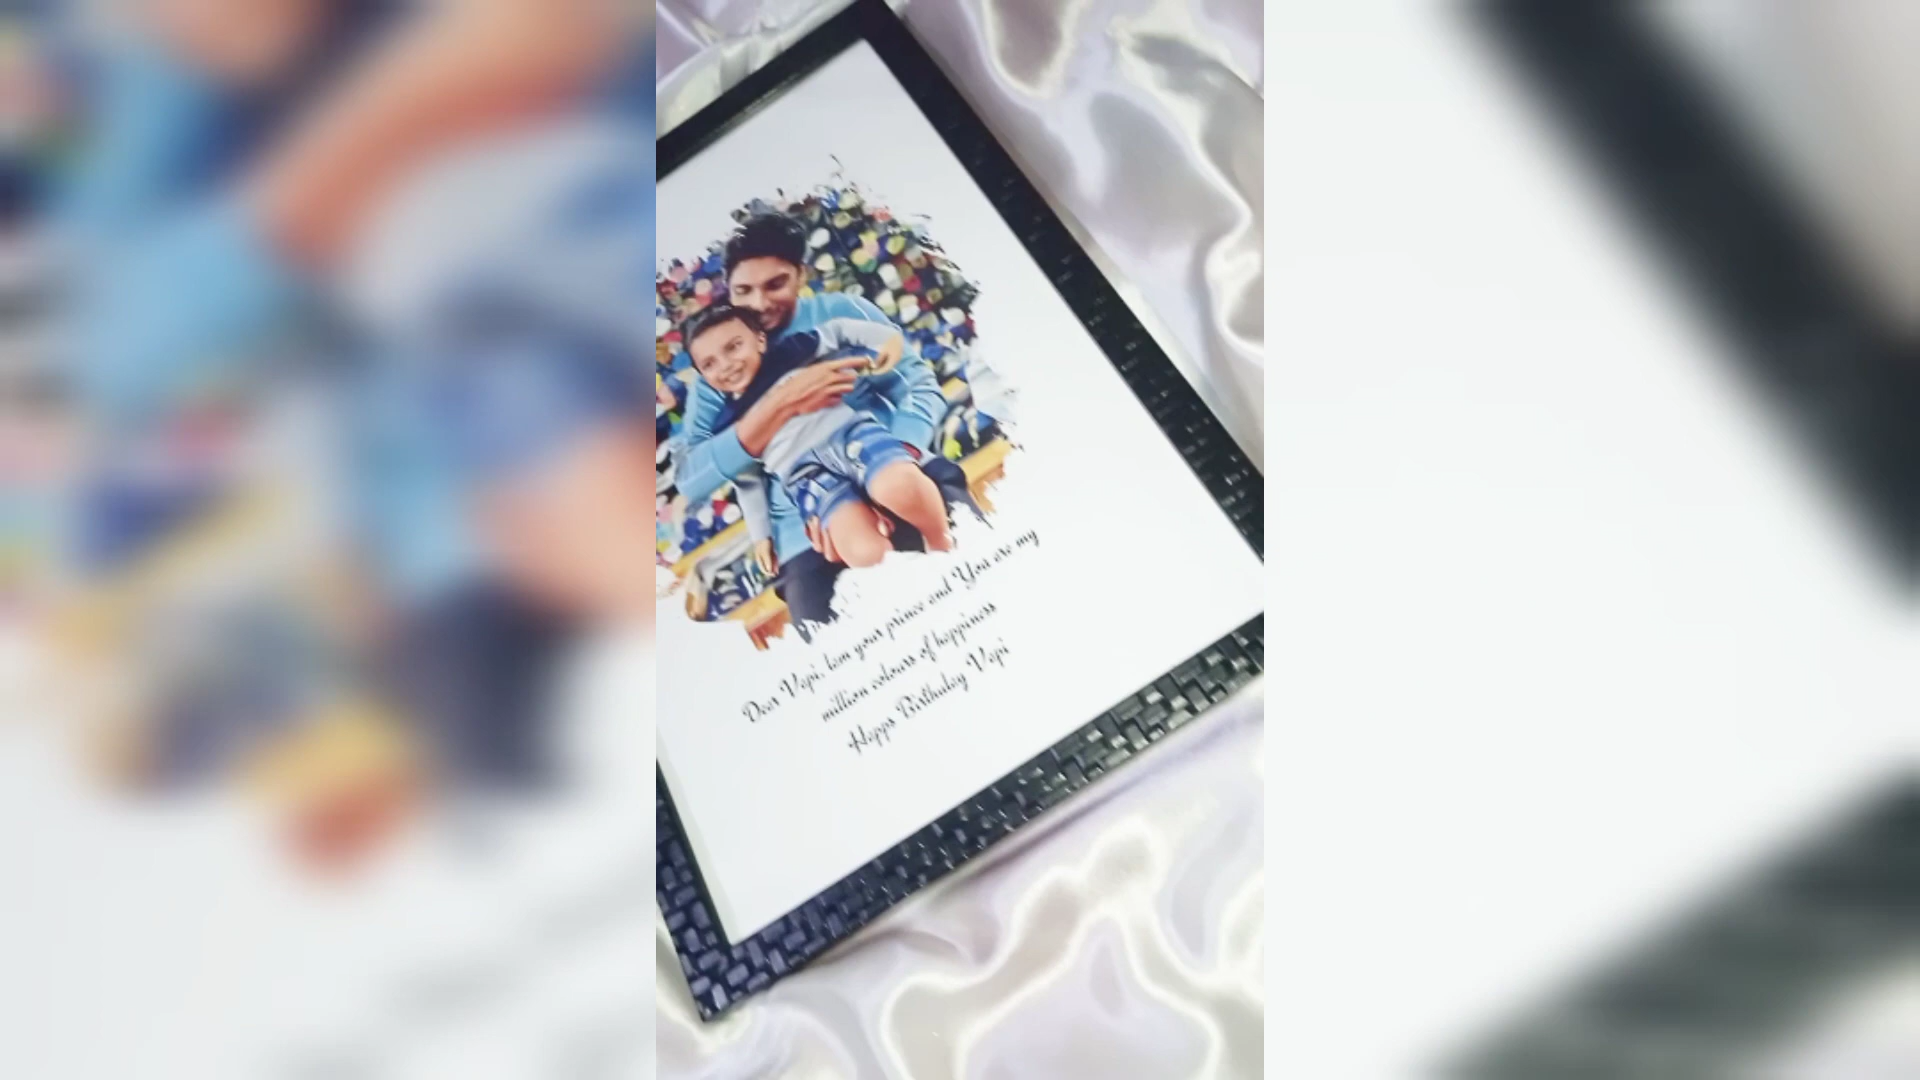 Dear Vapi, Iam your prince and You are my
million colours of happiness
Happy Birthday Vapi